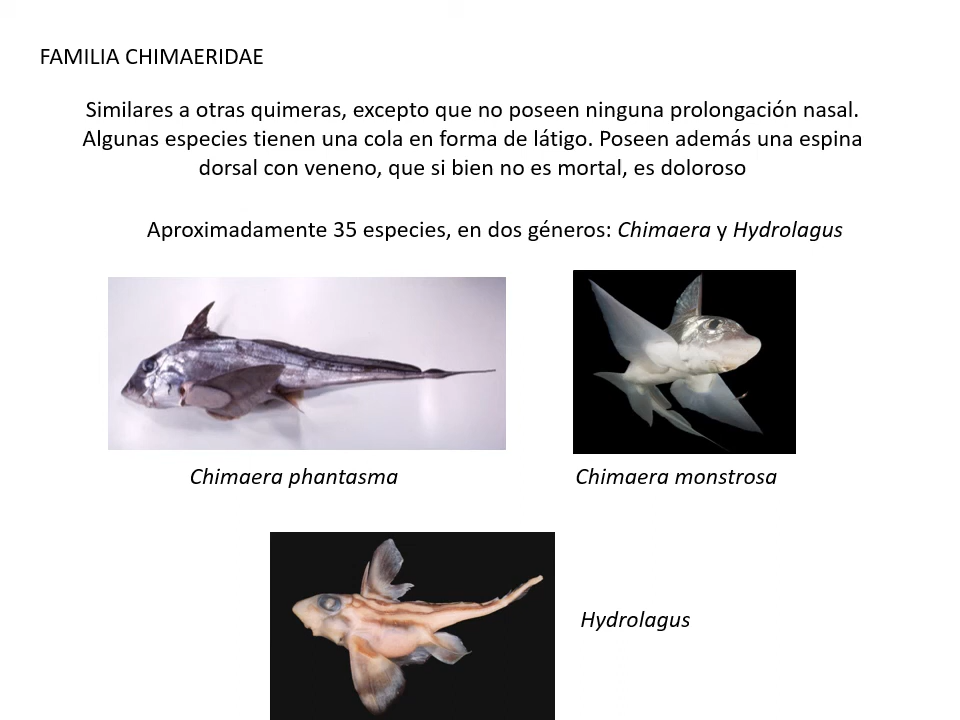 FAMILIA CHIMAERIDAE
Similares a otras quimeras, excepto que no poseen ninguna prolongación nasal.
Algunas especies tienen una cola en forma de látigo. Poseen además una espina
dorsal con veneno, que si bien no es mortal, es doloroso
Aproximadamente 35 especies, en dos géneros: Chimaera y Hydrolagus
Chimaera phantasma
Chimaera monstrosa
Hydrolagus